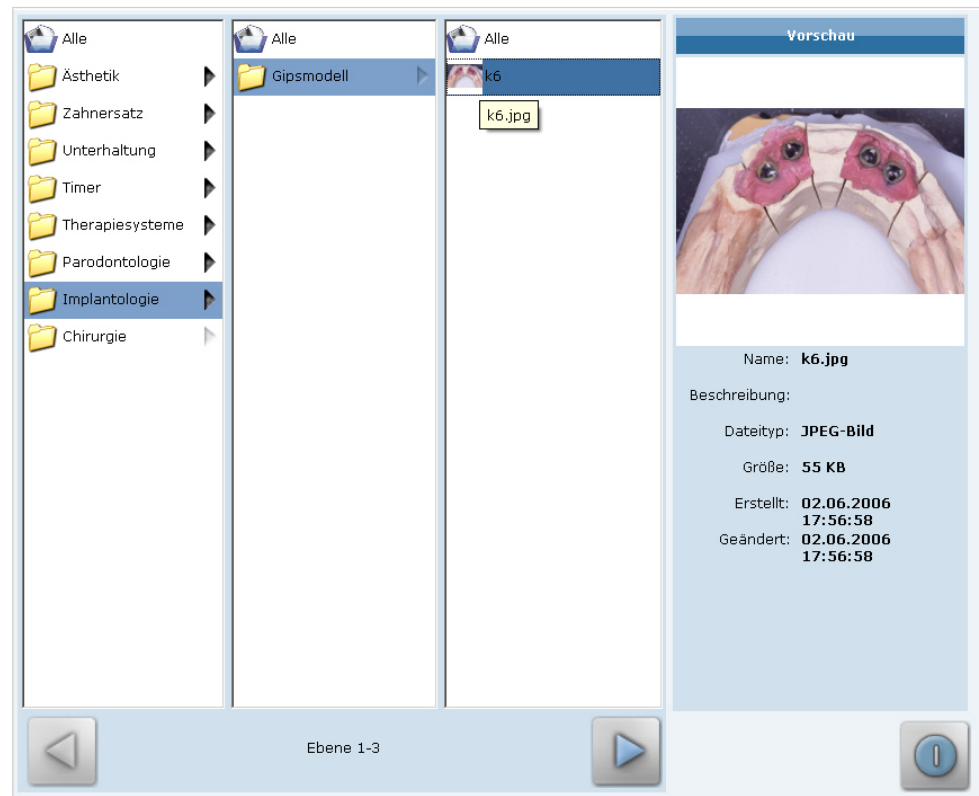 Alle
Ästhetik
Zahnersatz
Unterhaltung
Timer
Therapiesysteme
Parodontologie
Implantologie
Chirurgie
Alle
Gipsmodell
Alle
k6
k6.jpg
Vorschau
Name: k6.jpg
Beschreibung:
Dateityp: JPEG-Bild
Größe: 55 KB
Erstellt: 02.06.2006
17:56:58
Geändert: 02.06.2006
17:56:58
Ebene 1-3